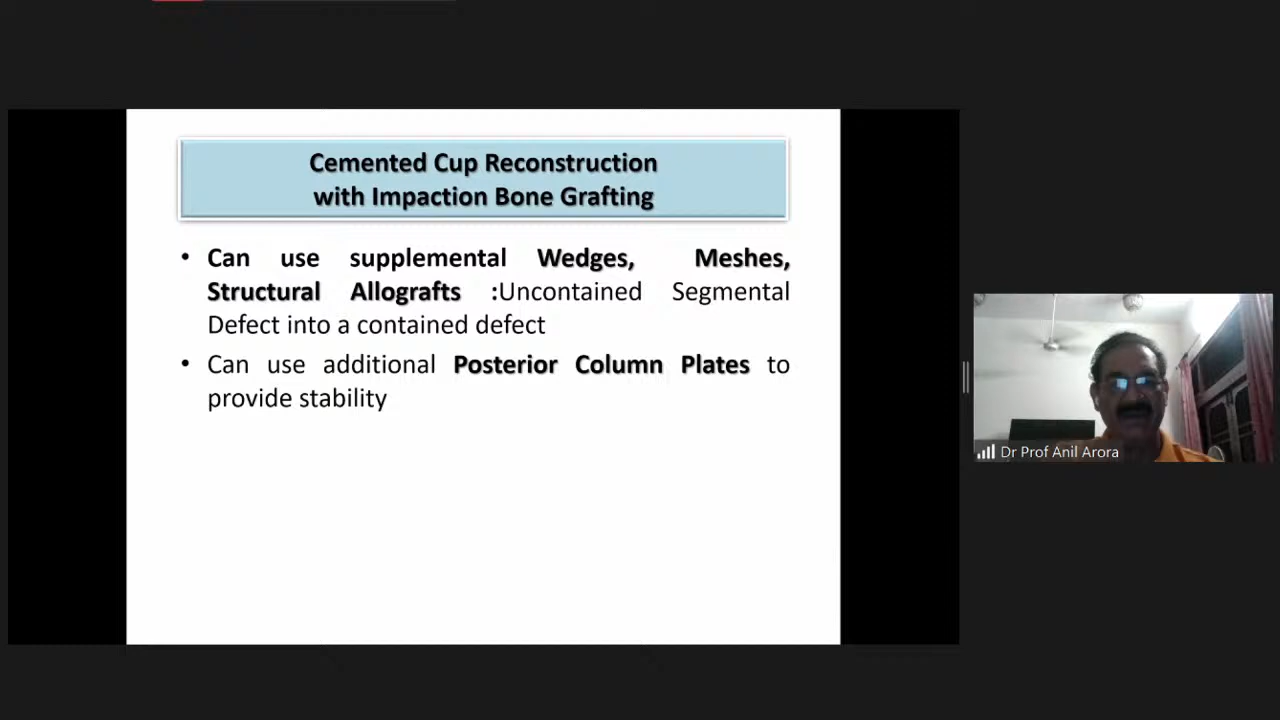 Cemented Cup Reconstruction
with Impaction Bone Grafting
• Can use supplemental Wedges, Meshes,
Structural Allografts :Uncontained Segmental
Defect into a contained defect
• Can use additional Posterior Column Plates to
provide stability
Dr Prof Anil Arora